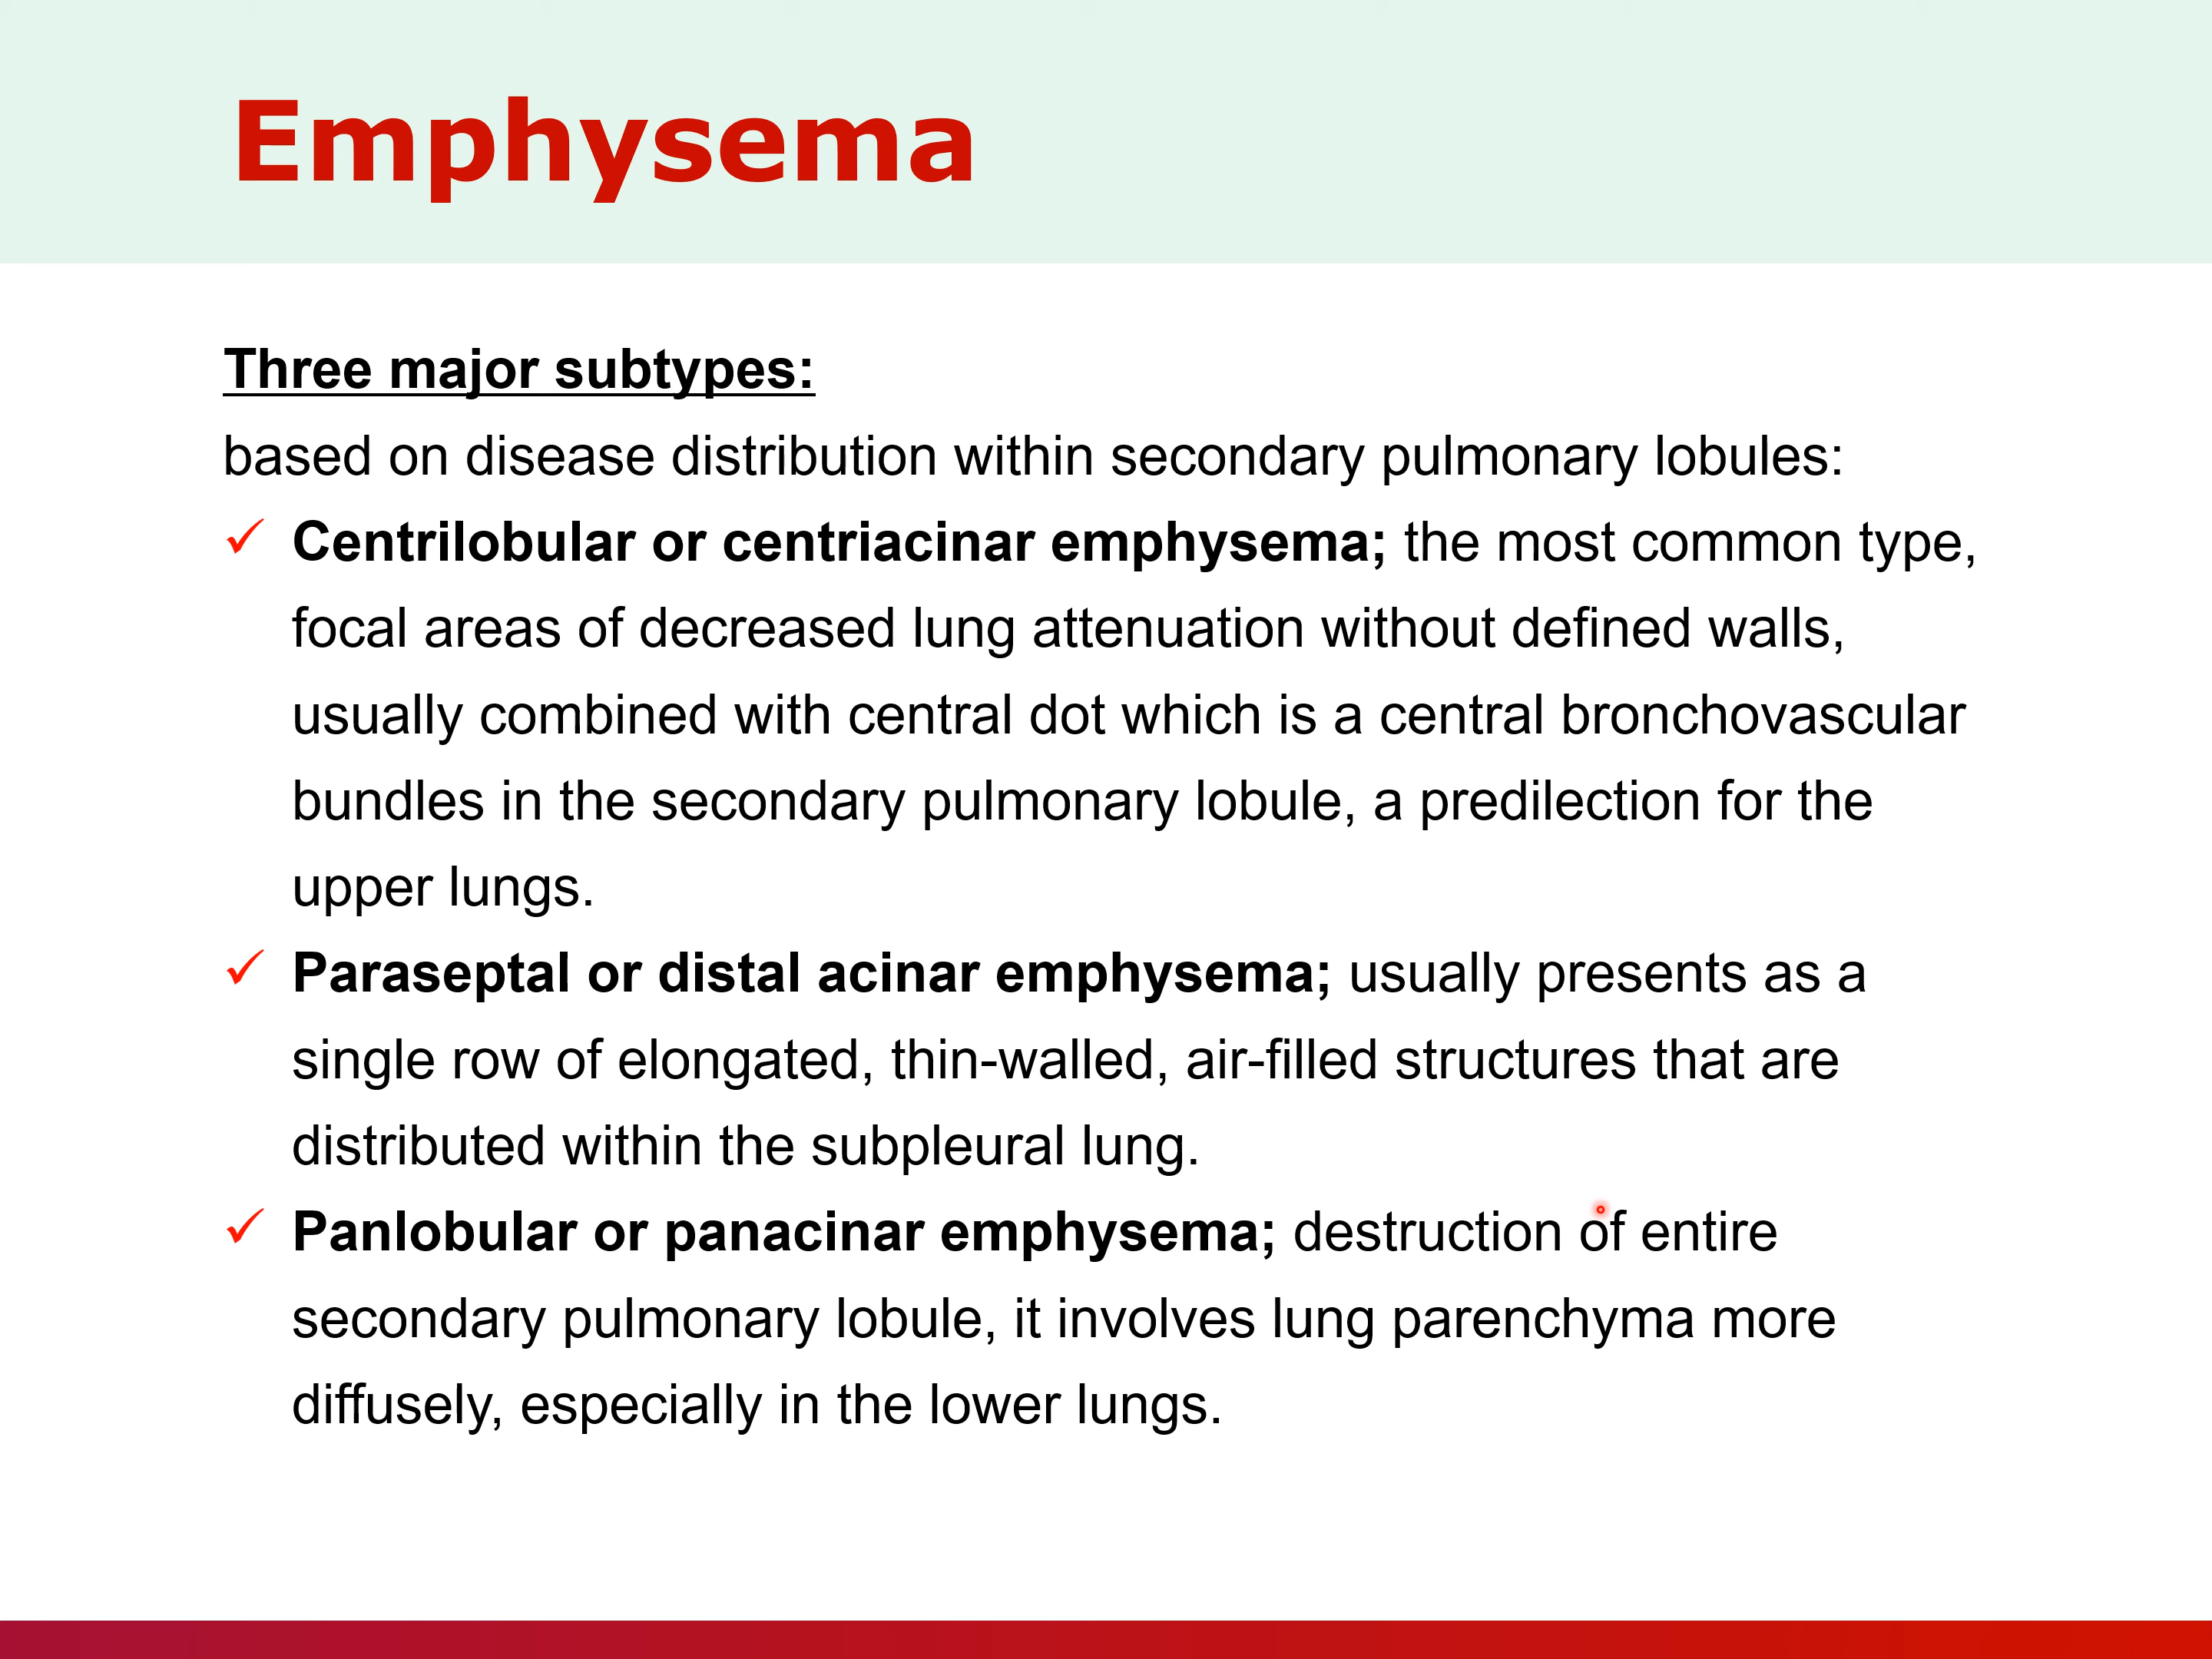 Emphysema
Three major subtypes:
based on disease distribution within secondary pulmonary lobules:
✓ Centrilobular or centriacinar emphysema; the most common type,
focal areas of decreased lung attenuation without defined walls,
usually combined with central dot which is a central bronchovascular
bundles in the secondary pulmonary lobule, a predilection for the
upper lungs.
✓ Paraseptal or distal acinar emphysema; usually presents as a
single row of elongated, thin-walled, air-filled structures that are
distributed within the subpleural lung.
✓ Panlobular or panacinar emphysema; destruction of entire
secondary pulmonary lobule, it involves lung parenchyma more
diffusely, especially in the lower lungs.